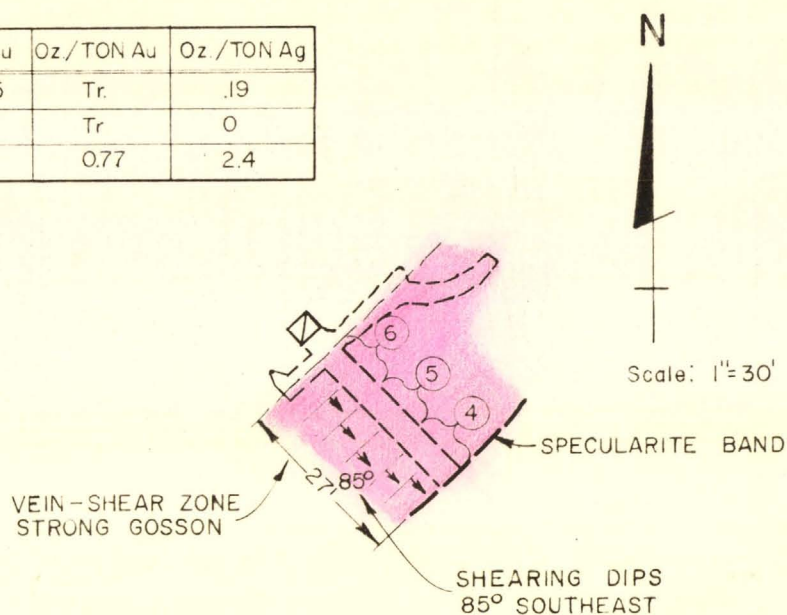 Oz./TON Au Oz./TON Ag
Tr. .19
Tr 0
0.77 2.4
N
Scale: 1"=30'
6
5
4
SPECULARITE BAND
27'
85°
VEIN-SHEAR ZONE
STRONG GOSSON
SHEARING DIPS
85° SOUTHEAST